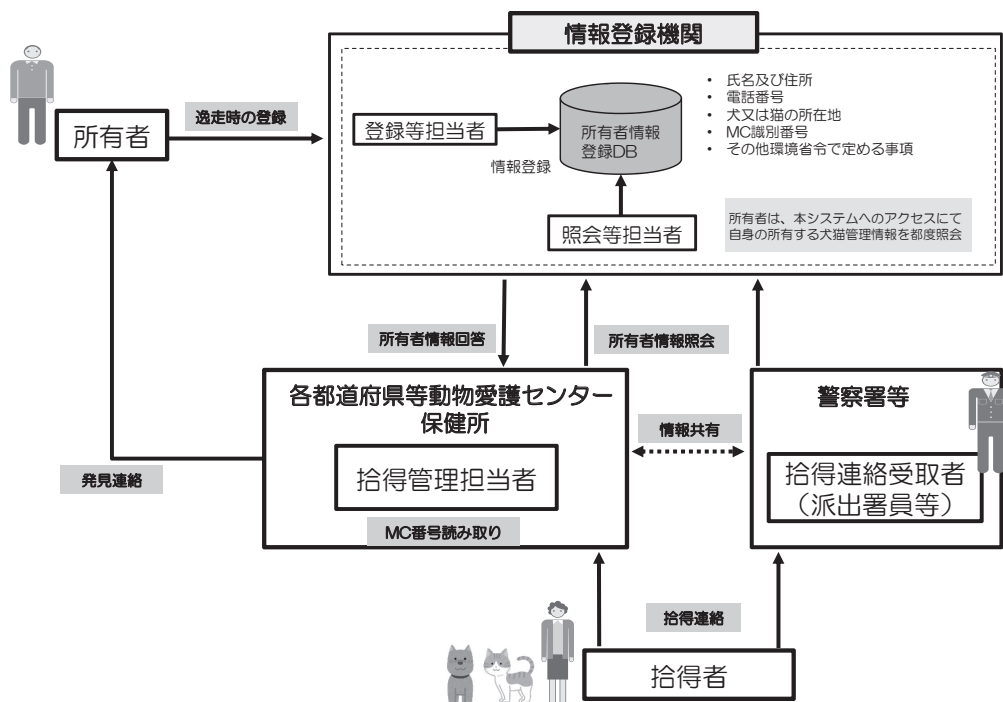 情報登録機関
所有者
逸走時の登録
登録等担当者
情報登録
所有者情報
登録DB
• 氏名及び住所
• 電話番号
• 犬又は猫の所在地
• MC識別番号
• その他環境省令で定める事項
照会等担当者
所有者は、本システムへのアクセスにて
自身の所有する犬猫管理情報を都度照会
所有者情報回答
所有者情報照会
各都道府県等動物愛護センター
保健所
拾得管理担当者
MC番号読み取り
情報共有
警察署等
拾得連絡受取者
（派出署員等）
発見連絡
拾得連絡
拾得者